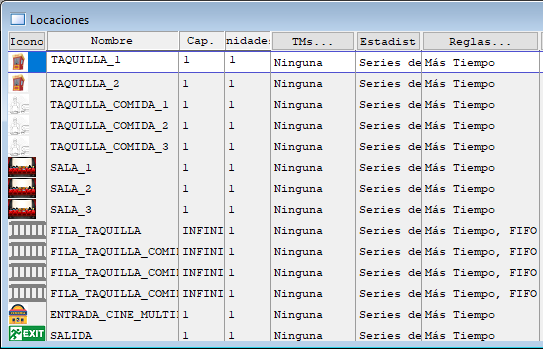 Locaciones
Icono Nombre Cap. nidades TMs... Estadist Reglas...
TAQUILLA_1 1 1 Ninguna Series de Más Tiempo
TAQUILLA_2 1 1 Ninguna Series de Más Tiempo
TAQUILLA_COMIDA_1 1 1 Ninguna Series de Más Tiempo
TAQUILLA_COMIDA_2 1 1 Ninguna Series de Más Tiempo
TAQUILLA_COMIDA_3 1 1 Ninguna Series de Más Tiempo
SALA_1 1 1 Ninguna Series de Más Tiempo
SALA_2 1 1 Ninguna Series de Más Tiempo
SALA_3 1 1 Ninguna Series de Más Tiempo
FILA_TAQUILLA INFINI 1 Ninguna Series de Más Tiempo, FIFO
FILA_TAQUILLA_COMI INFINI 1 Ninguna Series de Más Tiempo, FIFO
FILA_TAQUILLA_COMI INFINI 1 Ninguna Series de Más Tiempo, FIFO
FILA_TAQUILLA_COMI INFINI 1 Ninguna Series de Más Tiempo, FIFO
ENTRADA_CINE_MULTI 1 1 Ninguna Series de Más Tiempo
EXIT SALIDA 1 1 Ninguna Series de Más Tiempo